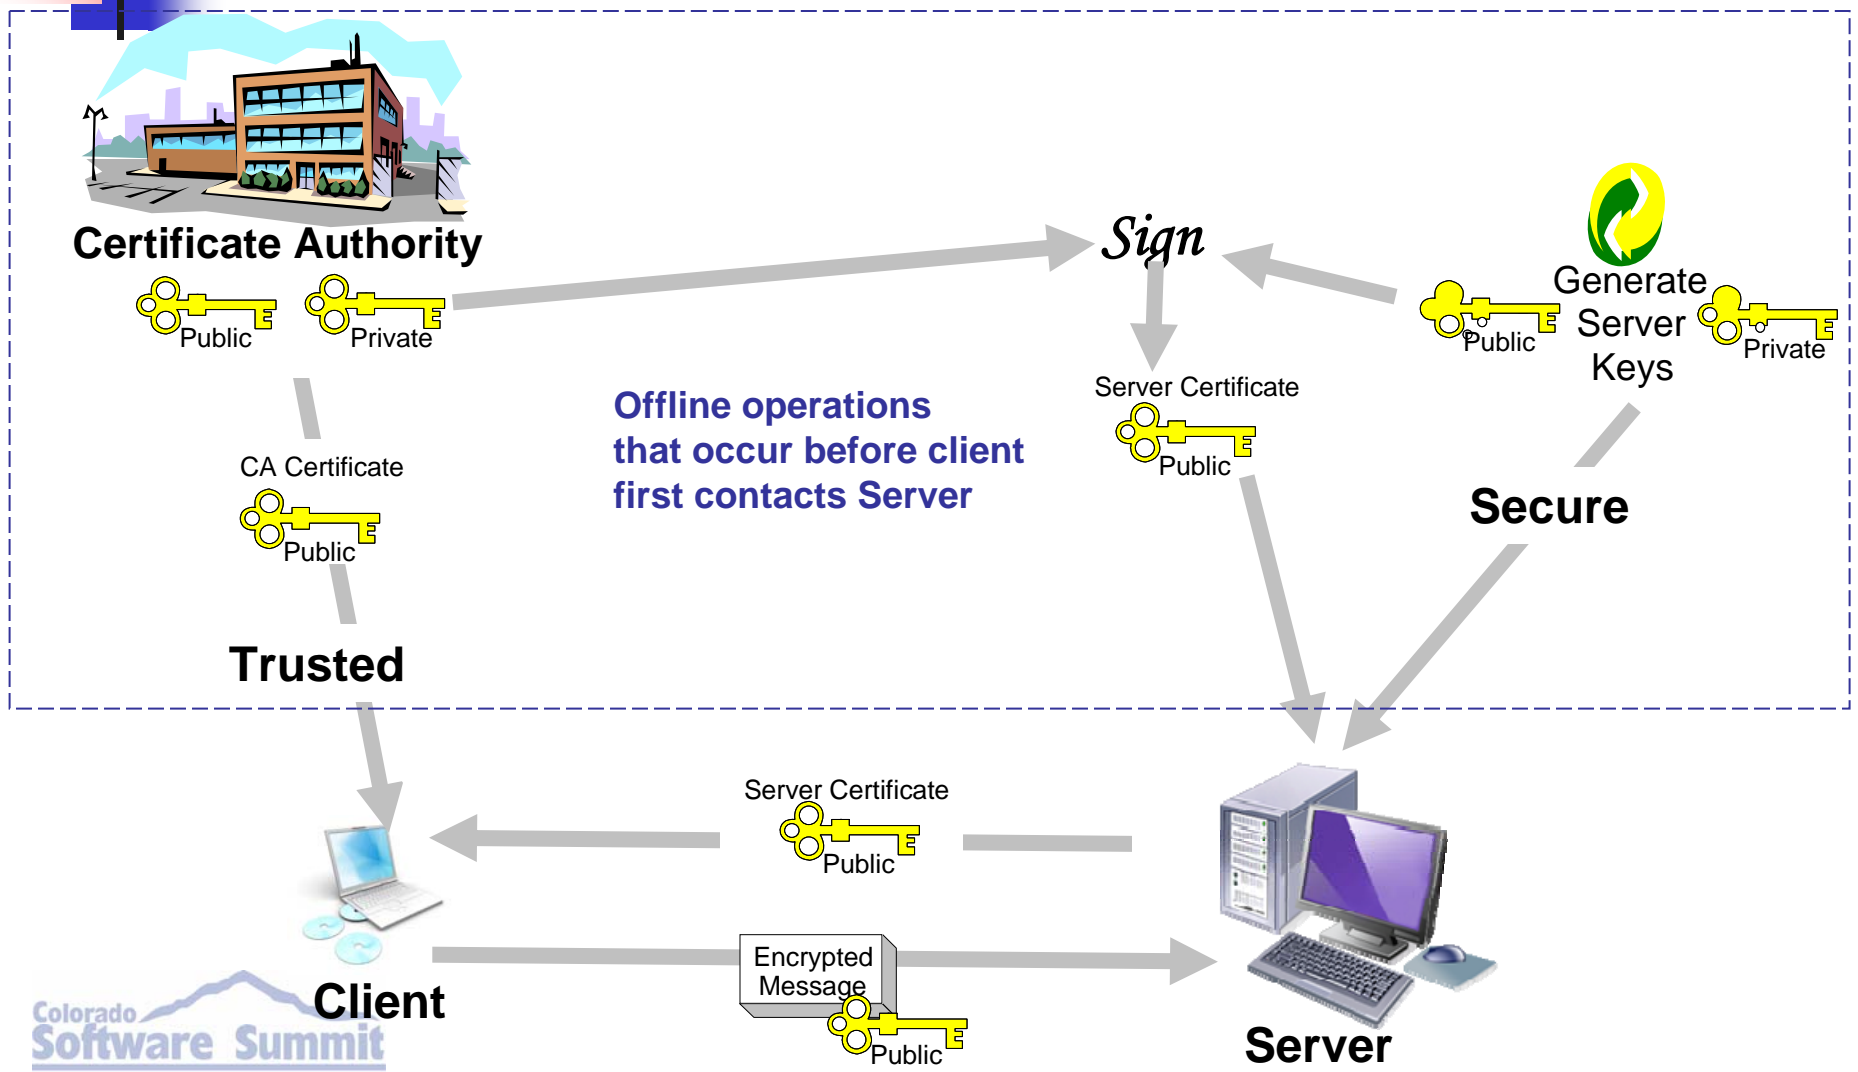 Certificate Authority
Public
Private
Sign
Generate
Server
Keys
Public
Private
Server Certificate
Public
Offline operations
that occur before client
first contacts Server
CA Certificate
Public
Secure
Trusted
Server Certificate
Public
Encrypted
Message
Public
Client
Server
Colorado
Software Summit